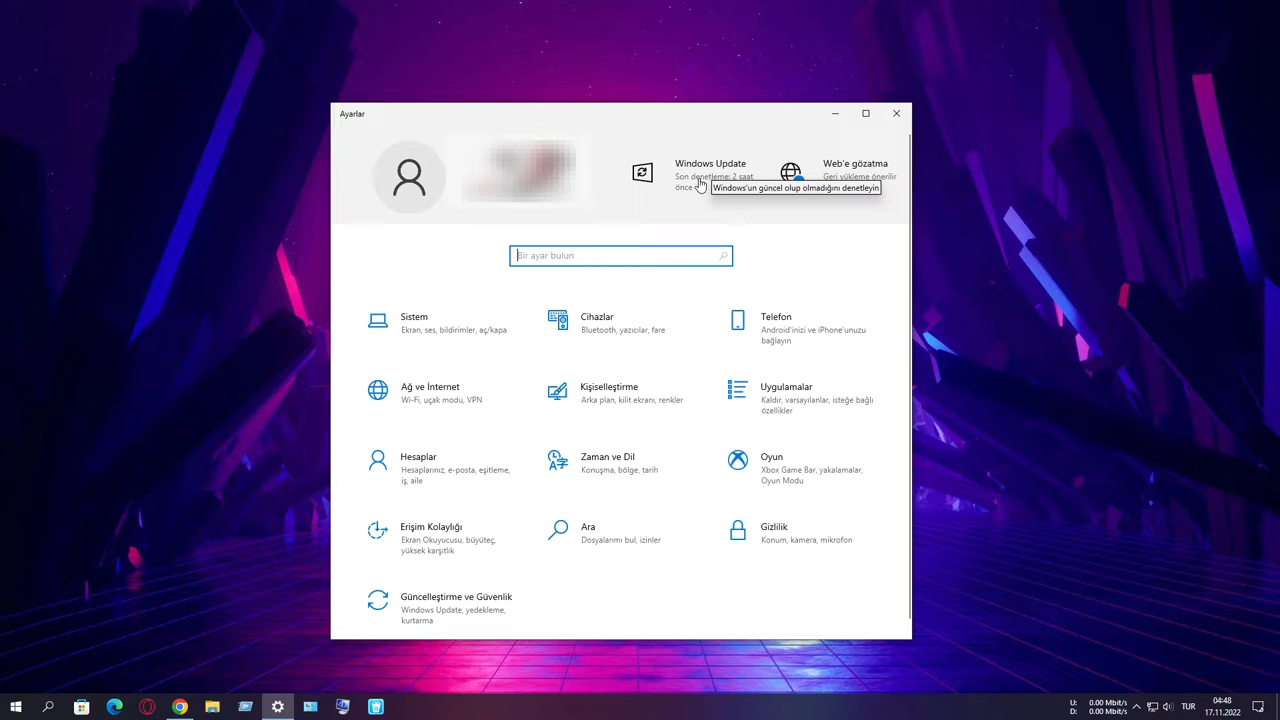 Ayarlar
Windows Update
Son denetleme: 2 saat
önce
Web'e gözatma
Geri yükleme önerilir
Windows'un güncel olup olmadığını denetleyin
Bir ayar bulun
Sistem
Ekran, ses, bildirimler, aç/kapa
Cihazlar
Bluetooth, yazıcılar, fare
Telefon
Android'inizi ve iPhone'unuzu
bağlayın
Ağ ve İnternet
Wi-Fi, uçak modu, VPN
Kişiselleştirme
Arka plan, kilit ekranı, renkler
Uygulamalar
Kaldır, varsayılanlar, isteğe bağlı
özellikler
Hesaplar
Hesaplarınız, e-posta, eşitleme,
iş, aile
Zaman ve Dil
Konuşma, bölge, tarih
Oyun
Xbox Game Bar, yakalamalar,
Oyun Modu
Erişim Kolaylığı
Ekran Okuyucusu, büyüteç,
yüksek karşıtlık
Ara
Dosyalarımı bul, izinler
Gizlilik
Konum, kamera, mikrofon
Güncelleştirme ve Güvenlik
Windows Update, yedekleme,
kurtarma
U: 0.00 Mbit/s
D: 0.00 Mbit/s
TUR
04:48
17.11.2022